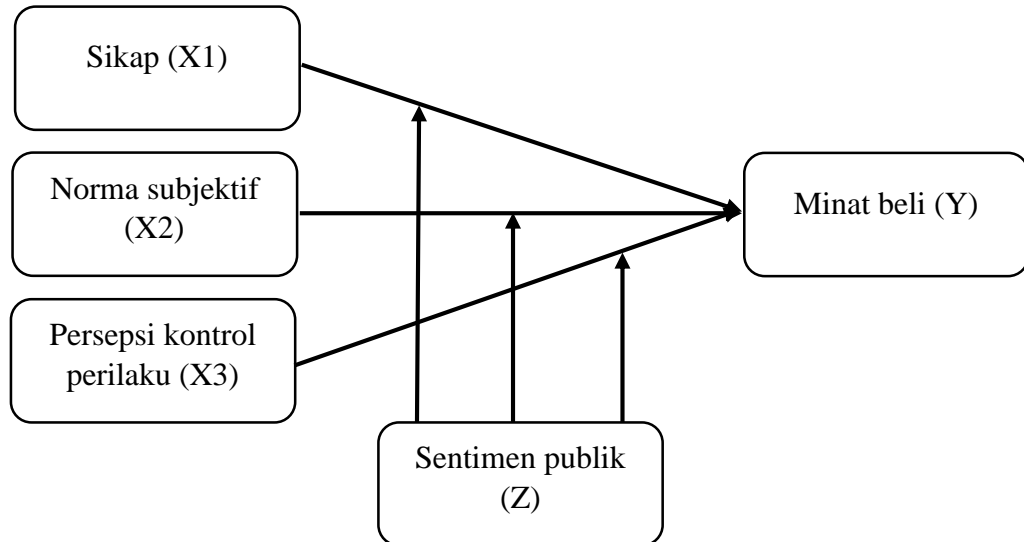 Sikap (X1)
Norma subjektif
(X2)
Minat beli (Y)
Persepsi kontrol
perilaku (X3)
Sentimen publik
(Z)